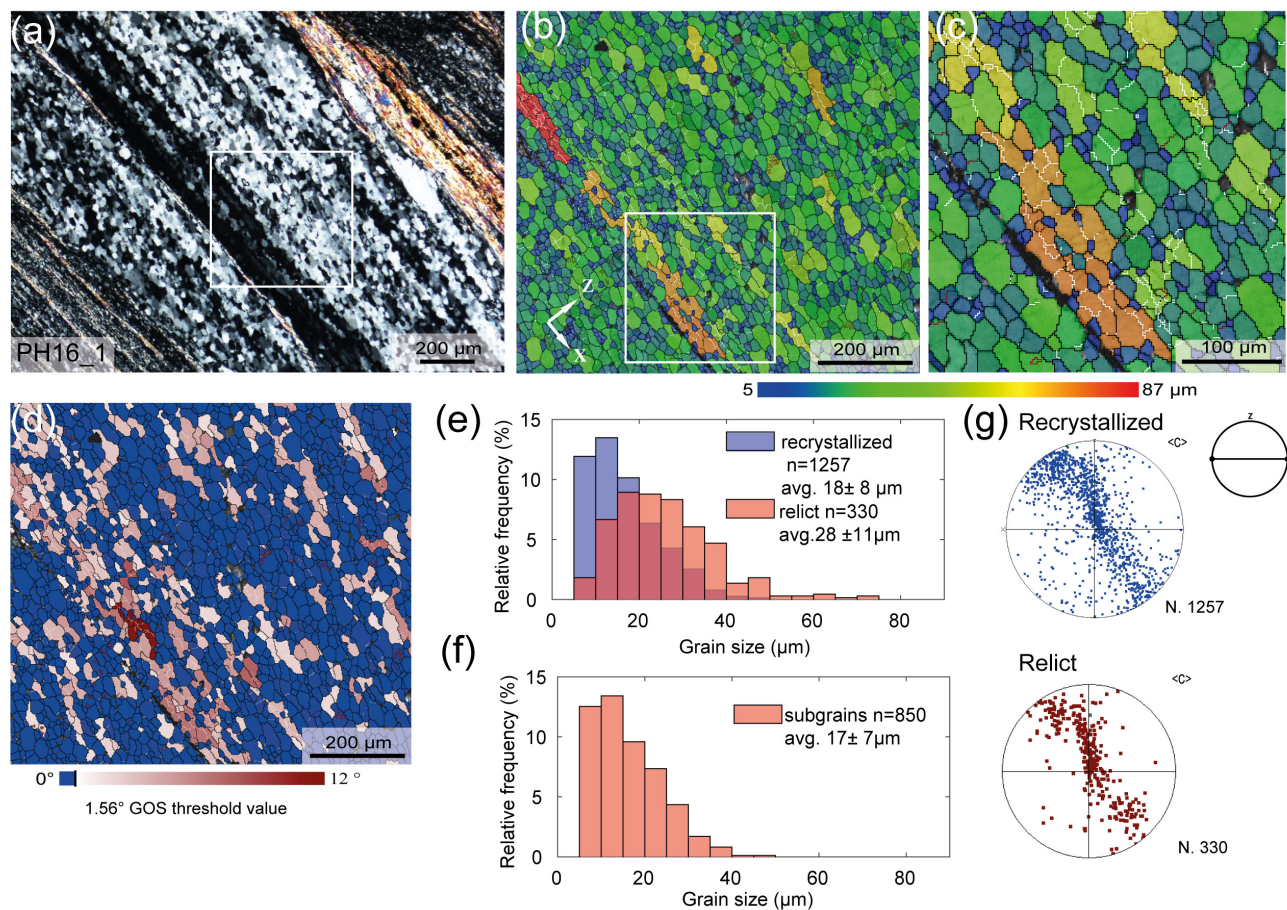 (a)
PH16_1
200 µm
(b)
z
x
200 µm
(c)
100 µm
5
87 µm
(d)
200 µm
0°
12 °
1.56° GOS threshold value
(e)
Relative frequency (%)
15
10
5
0
recrystallized
n=1257
avg. 18± 8 µm
relict n=330
avg.28 ±11µm
0
20
40
60
80
Grain size (µm)
(f)
Relative frequency (%)
15
10
5
0
subgrains n=850
avg. 17± 7µm
0
20
40
60
80
Grain size (µm)
(g)
Recrystallized
<C>
z
x
N. 1257
Relict
<C>
N. 330